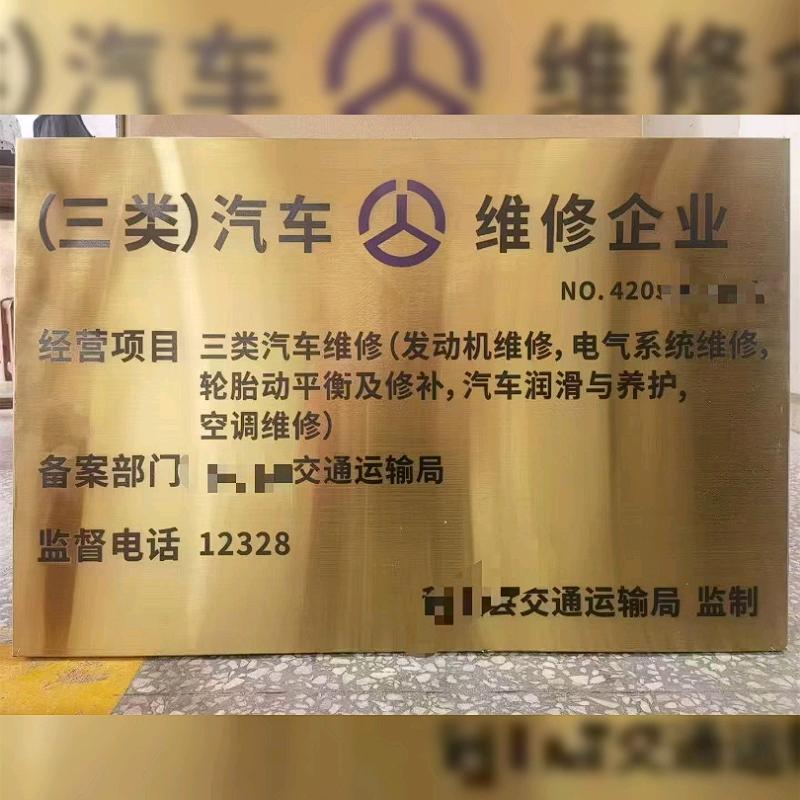 (三类)汽车 维修企业
NO.420
经营项目 三类汽车维修(发动机维修,电气系统维修,
轮胎动平衡及修补,汽车润滑与养护,
空调维修)
备案部门 交通运输局
监督电话 12328
交通运输局 监制